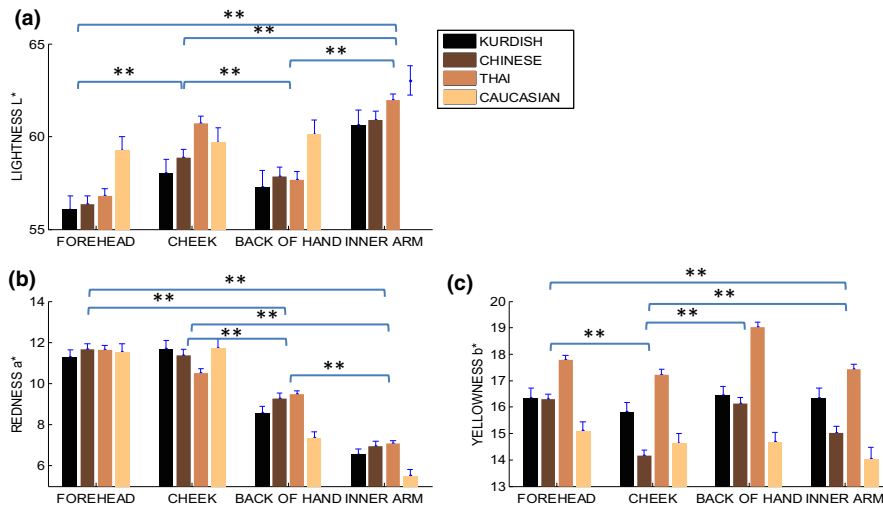 (a)
**
**
**
**
**
65
60
55
LIGHTNESS L*
FOREHEAD CHEEK BACK OF HAND INNER ARM
KURDISH
CHINESE
THAI
CAUCASIAN
(b)
**
**
**
**
**
14
12
10
8
6
REDNESS a*
FOREHEAD CHEEK BACK OF HAND INNER ARM
(c)
**
**
**
**
20
19
18
17
16
15
14
13
YELLOWNESS b*
FOREHEAD CHEEK BACK OF HAND INNER ARM